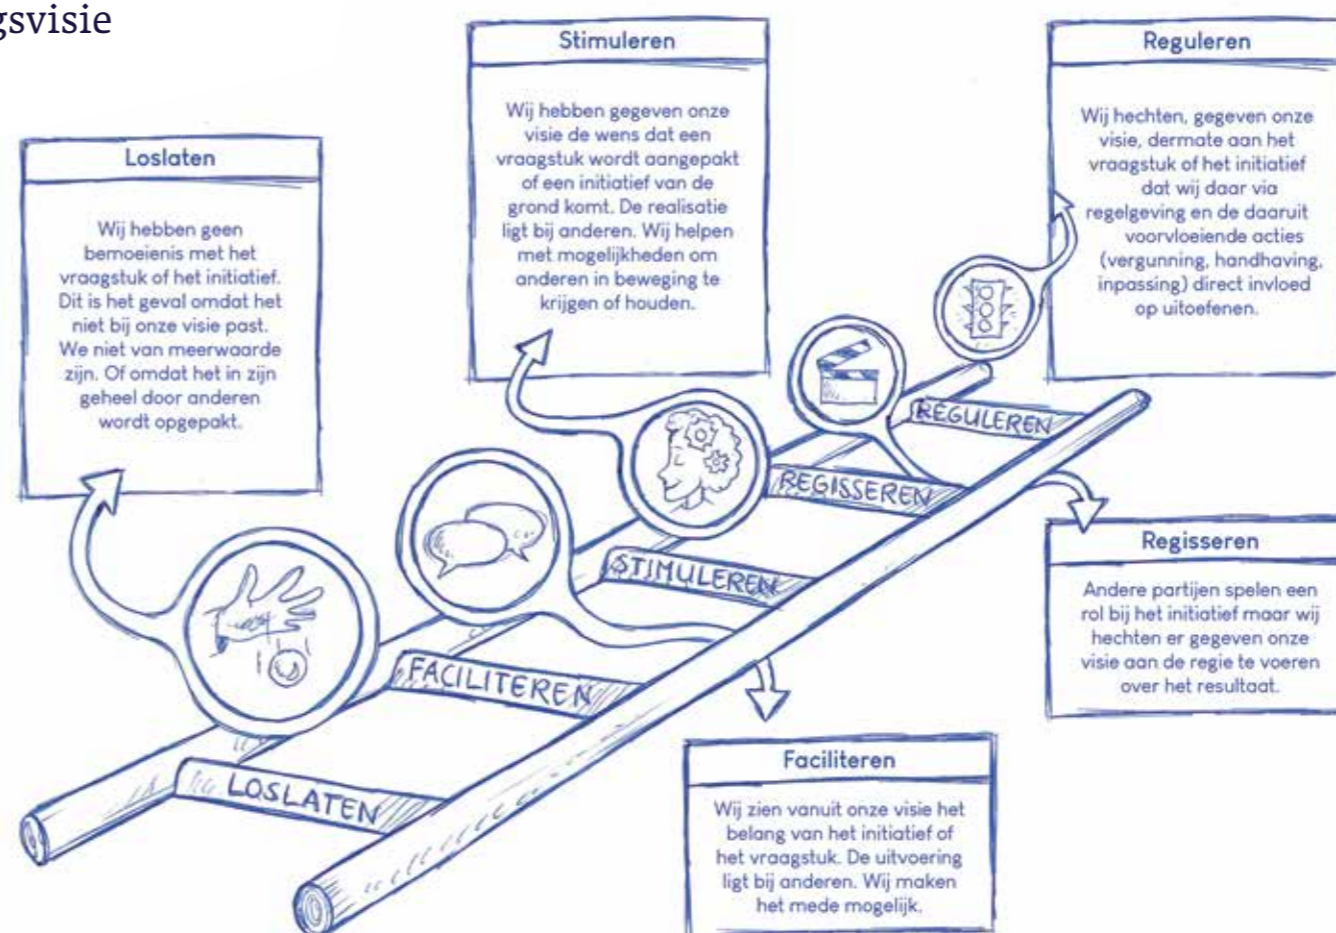 gsvisie
Loslaten
Wij hebben geen
bemoeienis met het
vraagstuk of het initiatief.
Dit is het geval omdat het
niet bij onze visie past.
We niet van meerwaarde
zijn. Of omdat het in zijn
geheel door anderen
wordt opgepakt.
Stimuleren
Wij hebben gegeven onze
visie de wens dat een
vraagstuk wordt aangepakt
of een initiatief van de
grond komt. De realisatie
ligt bij anderen. Wij helpen
met mogelijkheden om
anderen in beweging te
krijgen of houden.
Reguleren
Wij hechten, gegeven onze
visie, dermate aan het
vraagstuk of het initiatief
dat wij daar via
regelgeving en de daaruit
voorvloeiende acties
(vergunning, handhaving,
inpassing) direct invloed
op uitoefenen.
REGULEREN
REGISSEREN
STIMULEREN
FACILITEREN
LOSLATEN
Regisseren
Andere partijen spelen een
rol bij het initiatief maar wij
hechten er gegeven onze
visie aan de regie te voeren
over het resultaat.
Faciliteren
Wij zien vanuit onze visie het
belang van het initiatief of
het vraagstuk. De uitvoering
ligt bij anderen. Wij maken
het mede mogelijk.